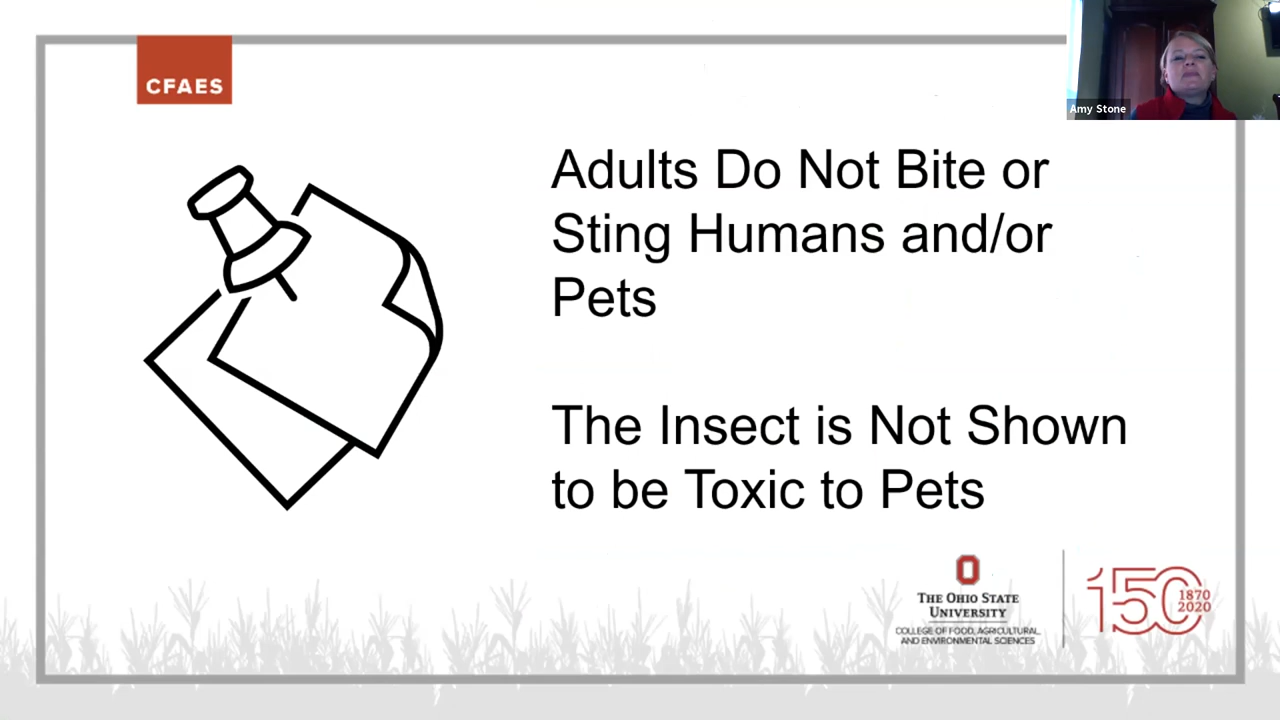 CFAES
Amy Stone
Adults Do Not Bite or
Sting Humans and/or
Pets
The Insect is Not Shown
to be Toxic to Pets
THE OHIO STATE
UNIVERSITY
COLLEGE OF FOOD, AGRICULTURAL,
AND ENVIRONMENTAL SCIENCES
150
1870
2020